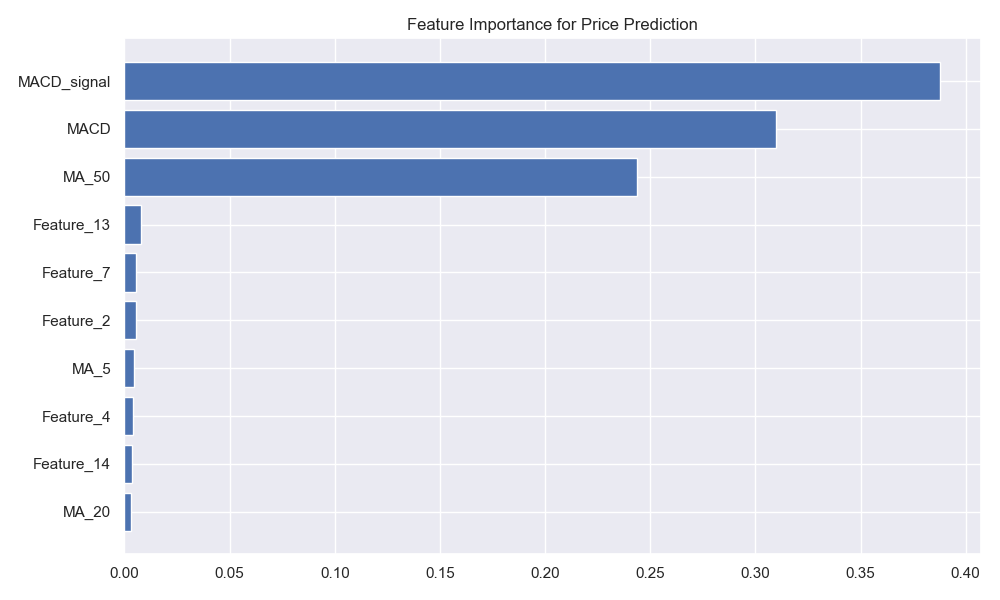 Feature Importance for Price Prediction
MACD_signal
MACD
MA_50
Feature_13
Feature_7
Feature_2
MA_5
Feature_4
Feature_14
MA_20
0.00 0.05 0.10 0.15 0.20 0.25 0.30 0.35 0.40